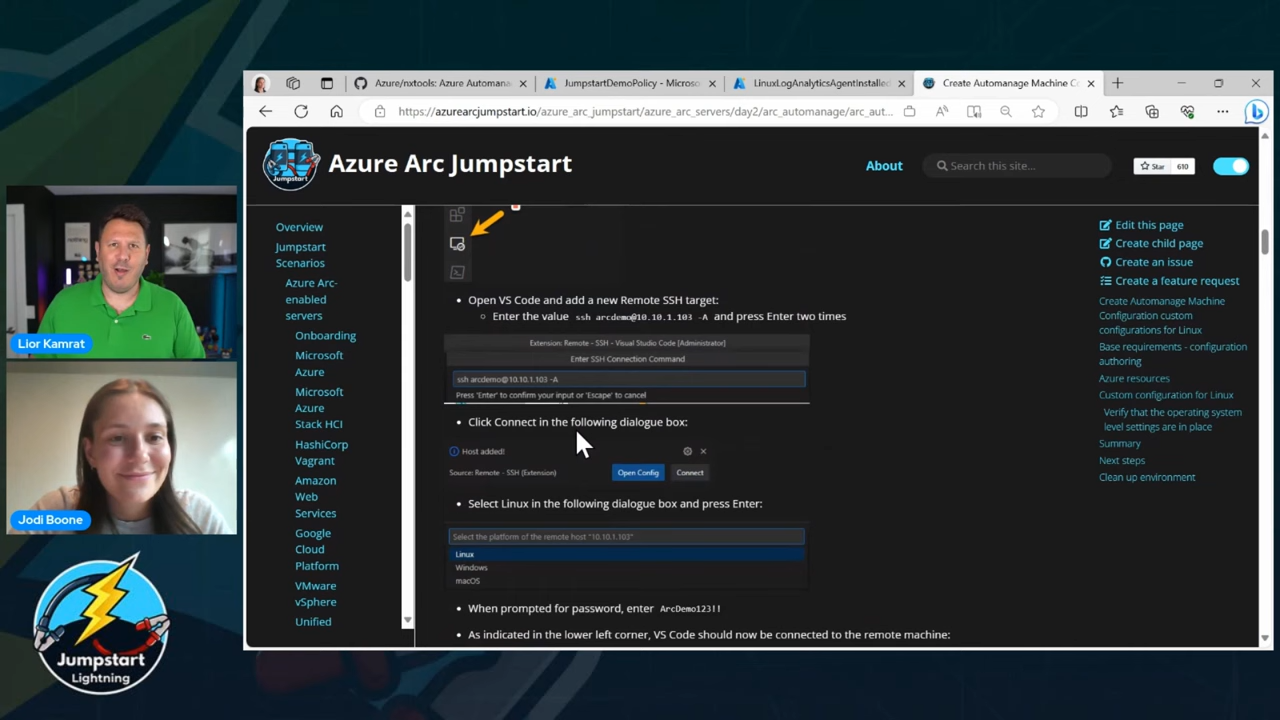 Azure/nxtools: Azure Automana
JumpstartDemoPolicy - Microso
LinuxLogAnalyticsAgentInstalled
Create Automanage Machine Co
https://azurearcjumpstart.io/azure_arc_jumpstart/azure_arc_servers/day2/arc_automanage/arc_aut...
Jumpstart
Azure Arc Jumpstart
About
Search this site...
Star 610
Overview
Jumpstart
Scenarios
Azure Arc-
enabled
servers
Onboarding
Microsoft
Azure
Microsoft
Azure
Stack HCI
HashiCorp
Vagrant
Amazon
Web
Services
Google
Cloud
Platform
VMware
vSphere
Unified
• Open VS Code and add a new Remote SSH target:
Enter the value ssh arcdemo@10.10.1.103 -A and press Enter two times
Extension: Remote - SSH - Visual Studio Code [Administrator]
Enter SSH Connection Command
ssh arcdemo@10.10.1.103 -A
Press 'Enter' to confirm your input or 'Escape' to cancel
• Click Connect in the following dialogue box:
Host added!
Source: Remote - SSH (Extension)
Open Config
Connect
• Select Linux in the following dialogue box and press Enter:
Select the platform of the remote host "10.10.1.103"
Linux
Windows
macOS
• When prompted for password, enter ArcDemo123!!
• As indicated in the lower left corner, VS Code should now be connected to the remote machine:
Edit this page
Create child page
Create an issue
Create a feature request
Create Automanage Machine
Configuration custom
configurations for Linux
Base requirements - configuration
authoring
Azure resources
Custom configuration for Linux
Verify that the operating system
level settings are in place
Summary
Next steps
Clean up environment
Lior Kamrat
Jodi Boone
Jumpstart
Lightning